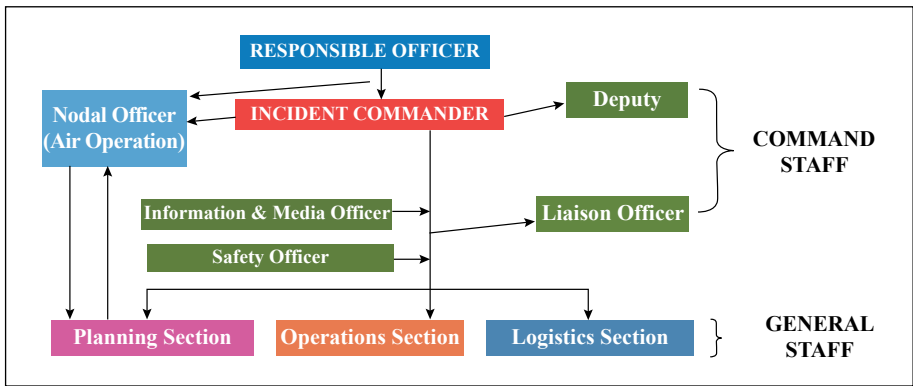 RESPONSIBLE OFFICER
Nodal Officer
(Air Operation)
INCIDENT COMMANDER
Deputy
COMMAND
STAFF
Information & Media Officer
Liaison Officer
Safety Officer
Planning Section
Operations Section
Logistics Section
GENERAL
STAFF